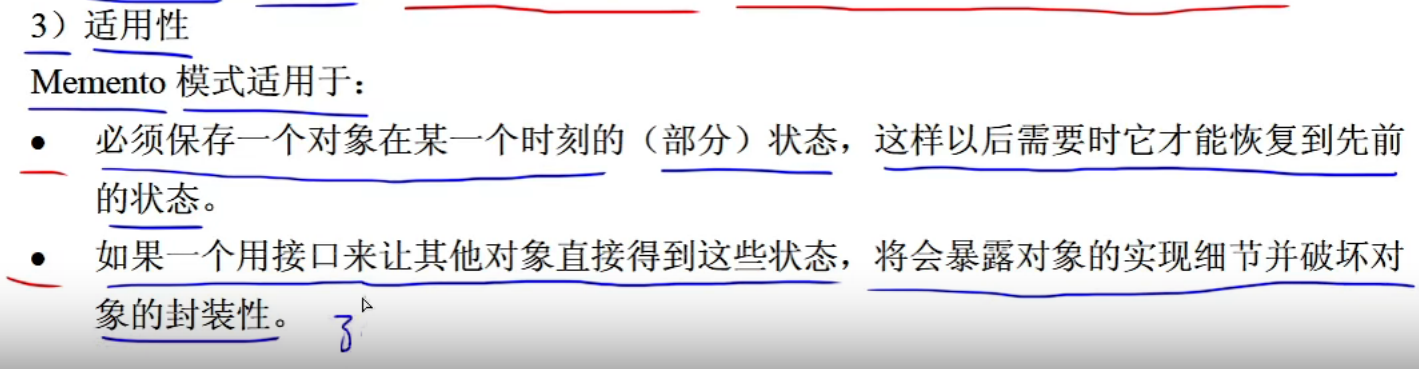 3）适用性
Memento 模式适用于：
● 必须保存一个对象在某一个时刻的（部分）状态，这样以后需要时它才能恢复到先前
的状态。
● 如果一个用接口来让其他对象直接得到这些状态，将会暴露对象的实现细节并破坏对
象的封装性。